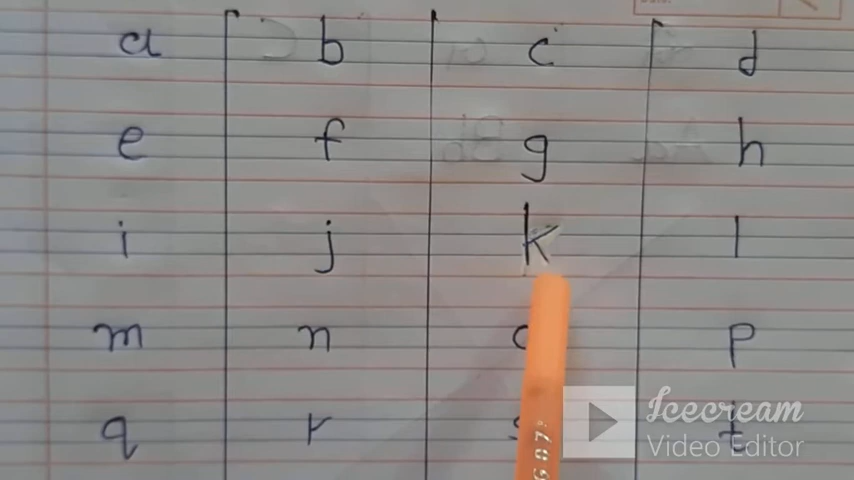 a b c d
e f g h
i j k l
m n o p
q r s t
Icecream
Video Editor